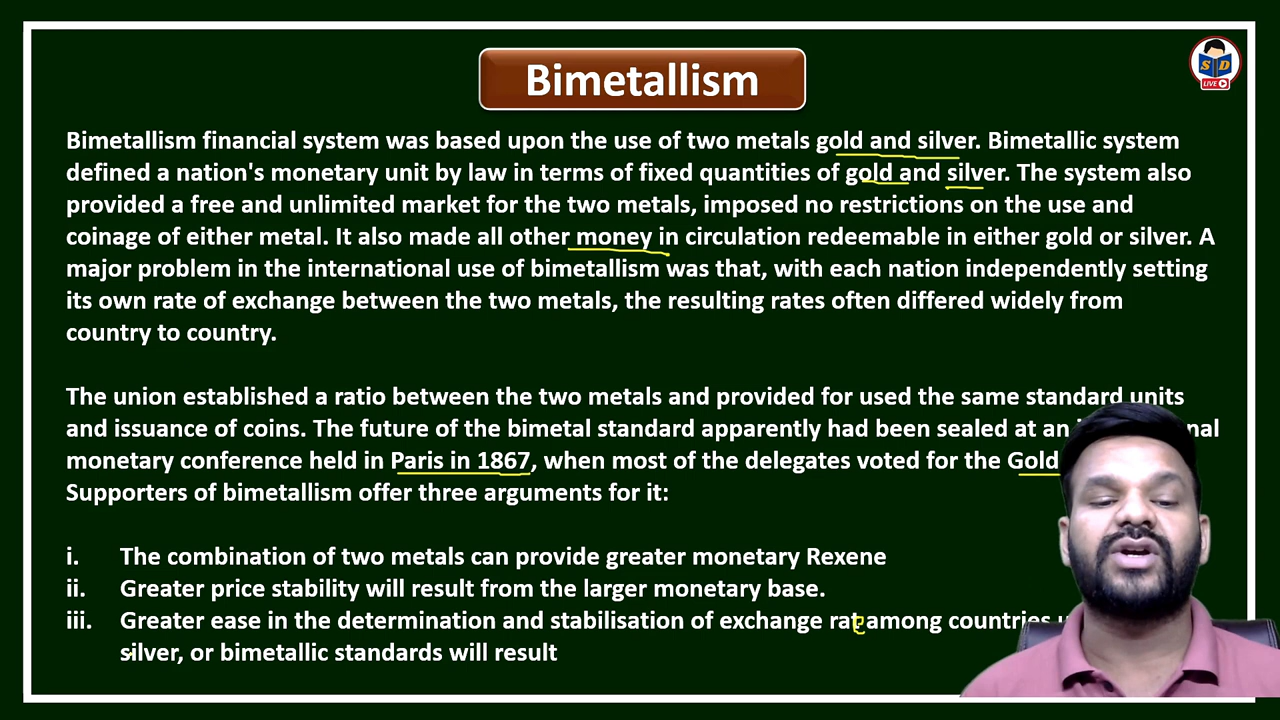 Bimetallism
S D
LIVE
Bimetallism financial system was based upon the use of two metals gold and silver. Bimetallic system
defined a nation's monetary unit by law in terms of fixed quantities of gold and silver. The system also
provided a free and unlimited market for the two metals, imposed no restrictions on the use and
coinage of either metal. It also made all other money in circulation redeemable in either gold or silver. A
major problem in the international use of bimetallism was that, with each nation independently setting
its own rate of exchange between the two metals, the resulting rates often differed widely from
country to country.
The union established a ratio between the two metals and provided for used the same standard units
and issuance of coins. The future of the bimetal standard apparently had been sealed at an
monetary conference held in Paris in 1867, when most of the delegates voted for the Gold
Supporters of bimetallism offer three arguments for it:
i. The combination of two metals can provide greater monetary Rexene
ii. Greater price stability will result from the larger monetary base.
iii. Greater ease in the determination and stabilisation of exchange rate among countries
silver, or bimetallic standards will result